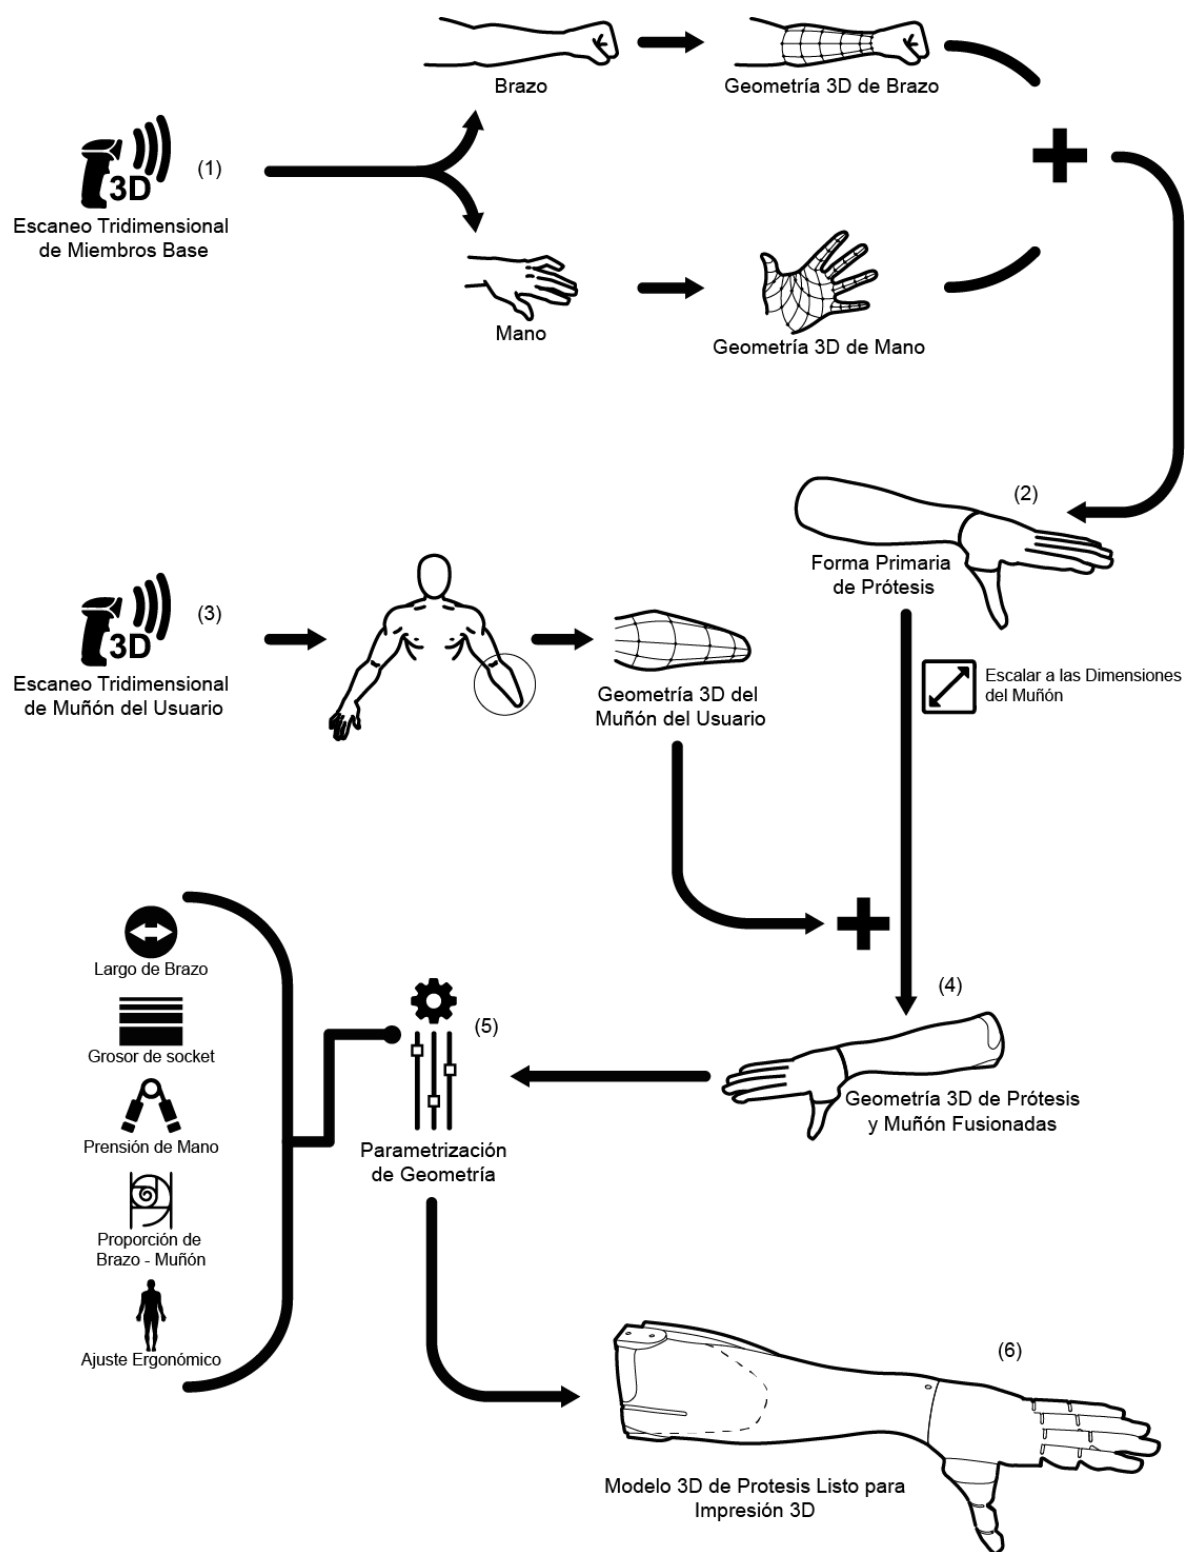 Brazo
Geometría 3D de Brazo
3D
(1)
Escaneo Tridimensional
de Miembros Base
Mano
Geometría 3D de Mano
(2)
Forma Primaria
de Prótesis
3D
(3)
Escaneo Tridimensional
de Muñón del Usuario
Geometría 3D del
Muñón del Usuario
Escalar a las Dimensiones
del Muñón
(4)
Geometría 3D de Prótesis
y Muñón Fusionadas
(5)
Parametrización
de Geometría
Largo de Brazo
Grosor de socket
Prensión de Mano
Proporción de
Brazo - Muñón
Ajuste Ergonómico
(6)
Modelo 3D de Protesis Listo para
Impresión 3D